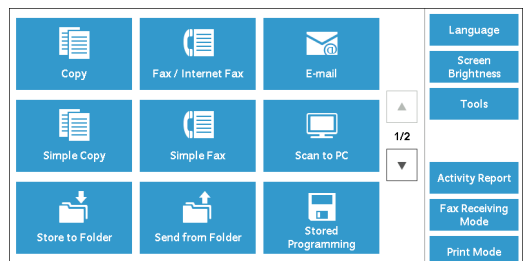 Copy
Fax / Internet Fax
E-mail
Simple Copy
Simple Fax
Scan to PC
Store to Folder
Send from Folder
Stored
Programming
1/2
Language
Screen
Brightness
Tools
Activity Report
Fax Receiving
Mode
Print Mode